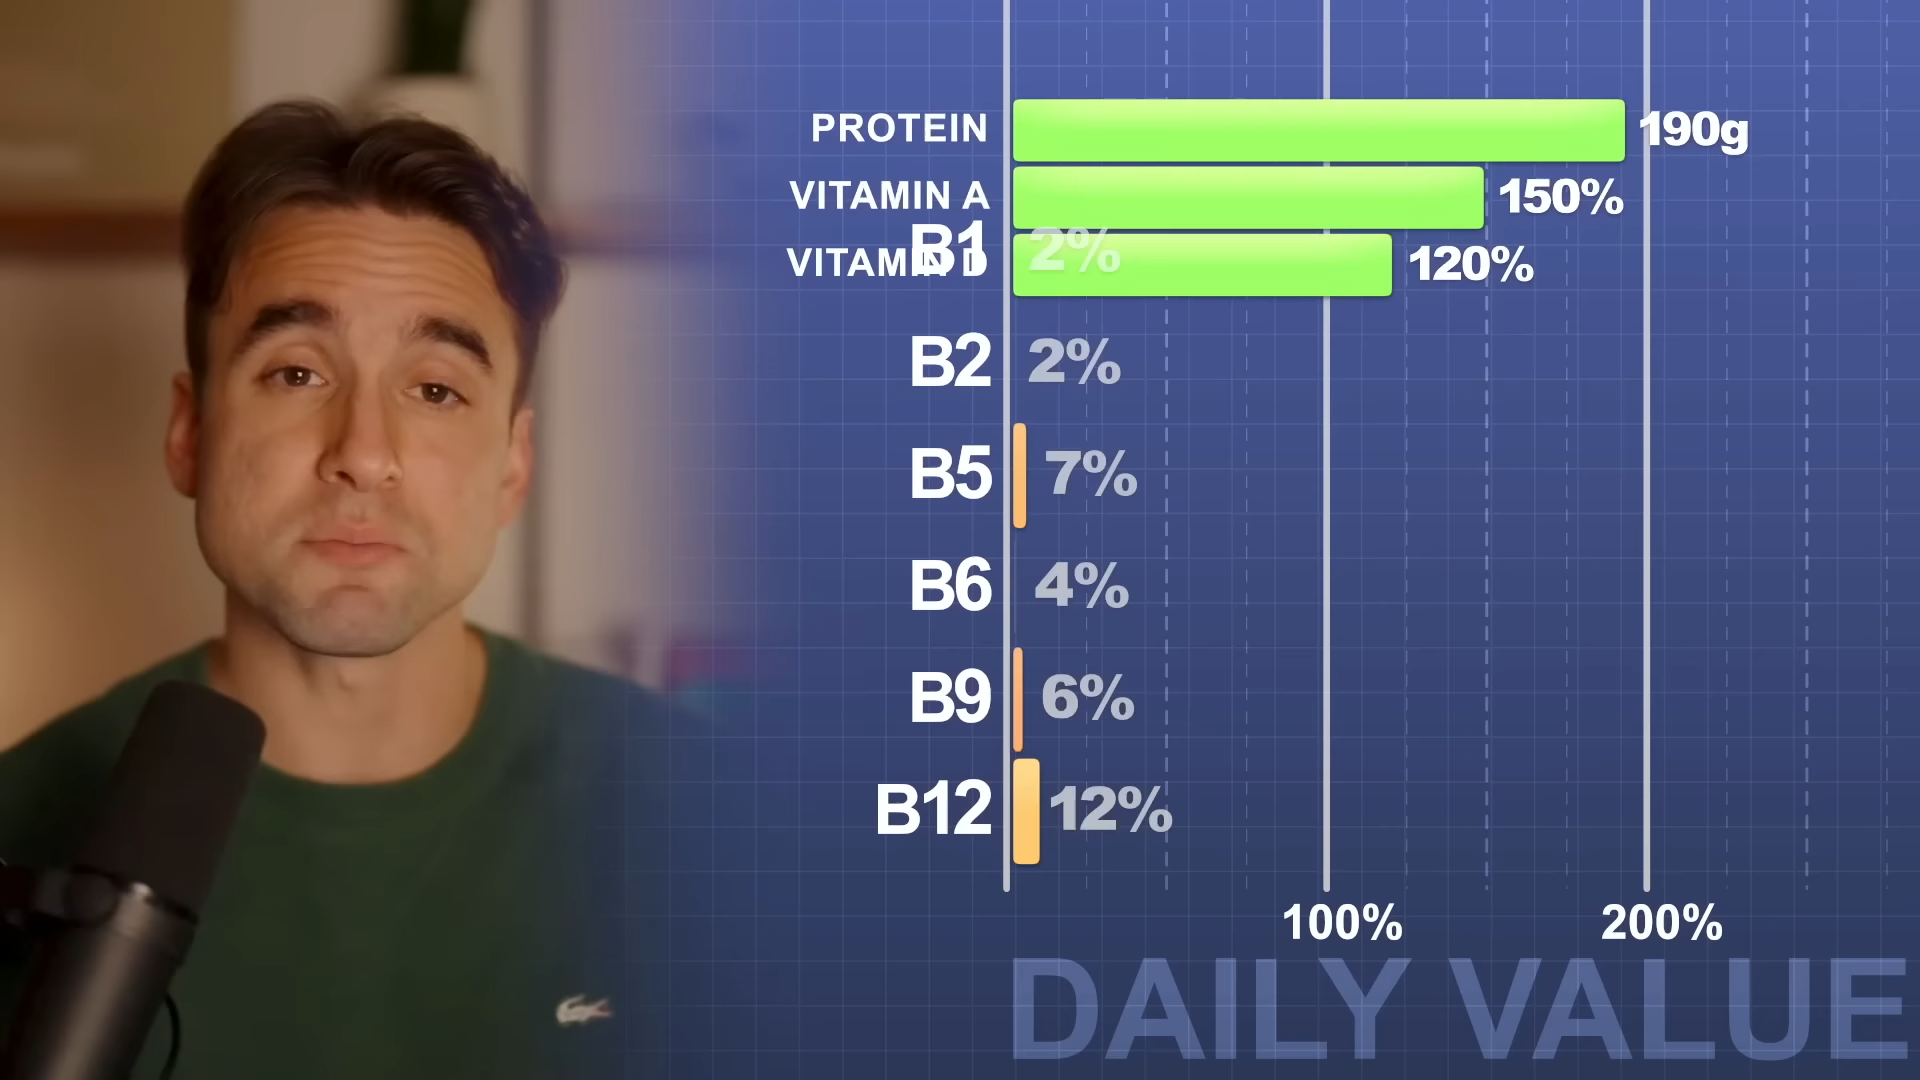 PROTEIN 190g
VITAMIN A 150%
VITAMIN D 120%
B1 2%
B2 2%
B5 7%
B6 4%
B9 6%
B12 12%
100% 200%
DAILY VALUE